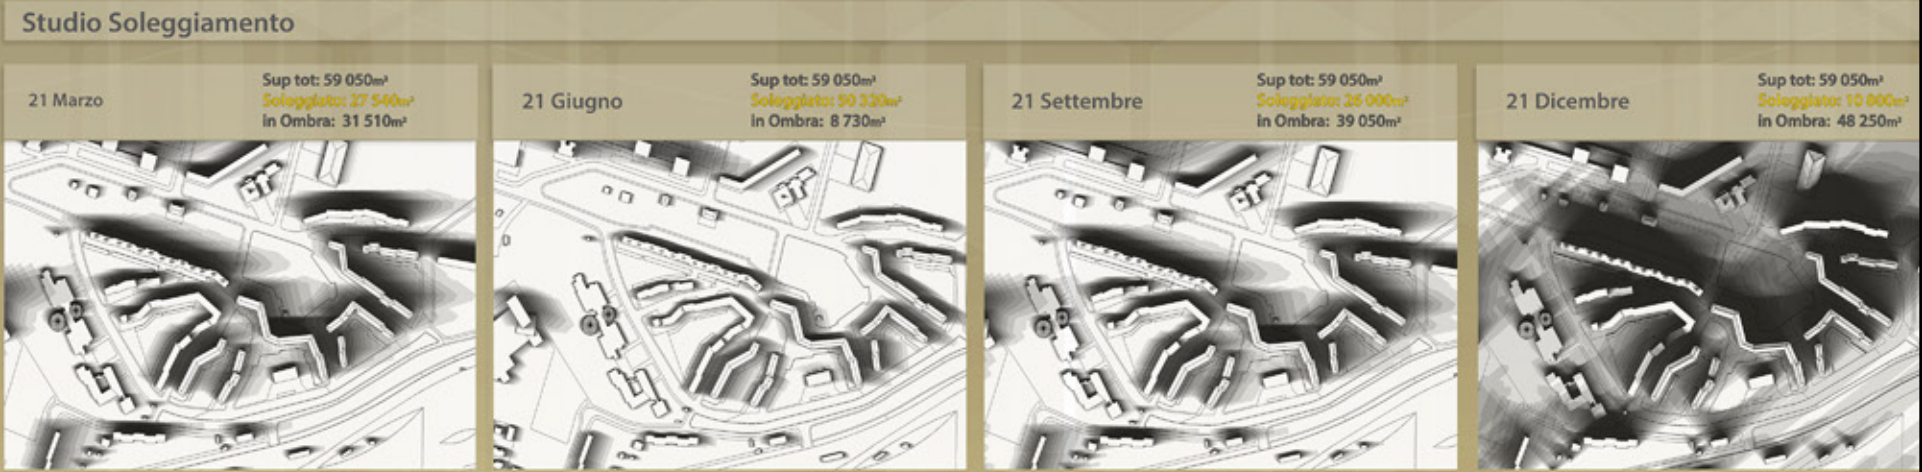 Studio Soleggiamento
21 Marzo
Sup tot: 59 050m²
Soleggiato: 27 540m²
in Ombra: 31 510m²
21 Giugno
Sup tot: 59 050m²
Soleggiato: 50 320m²
in Ombra: 8 730m²
21 Settembre
Sup tot: 59 050m²
Soleggiato: 26 000m²
in Ombra: 39 050m²
21 Dicembre
Sup tot: 59 050m²
Soleggiato: 10 800m²
in Ombra: 48 250m²